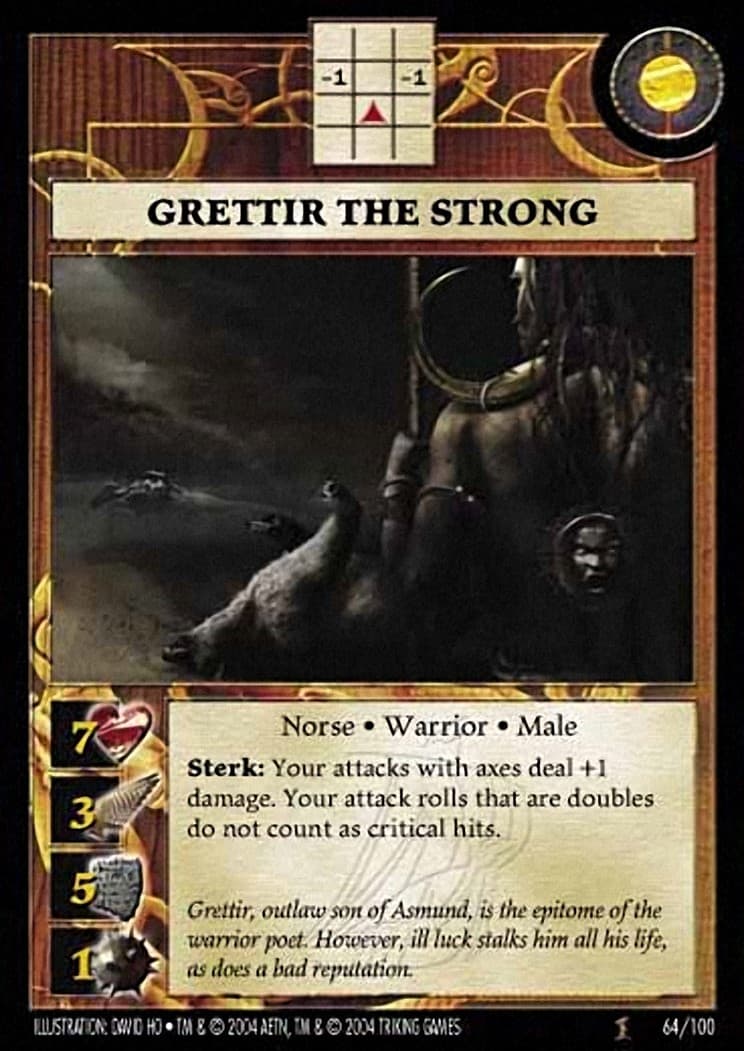 -1 -1
GRETTIR THE STRONG
7
3
5
1
Norse • Warrior • Male
Sterk: Your attacks with axes deal +1
damage. Your attack rolls that are doubles
do not count as critical hits.
Grettir, outlaw son of Asmund, is the epitome of the
warrior poet. However, ill luck stalks him all his life,
as does a bad reputation.
ILLUSTRATION: DAVID HO • TM & © 2004 AETN, TM & © 2004 TRIKING GAMES 64/100